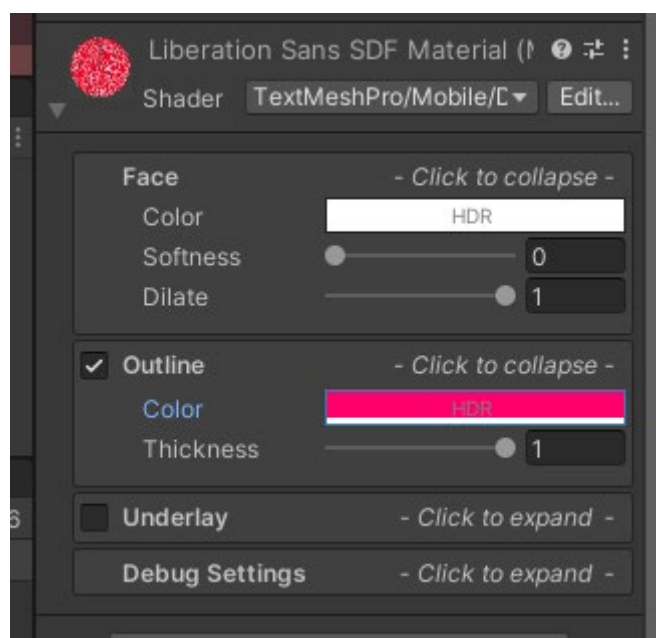 Liberation Sans SDF Material (
Shader TextMeshPro/Mobile/D Edit...
Face - Click to collapse -
Color HDR
Softness 0
Dilate 1
Outline - Click to collapse -
Color HDR
Thickness 1
6
Underlay - Click to expand -
Debug Settings - Click to expand -